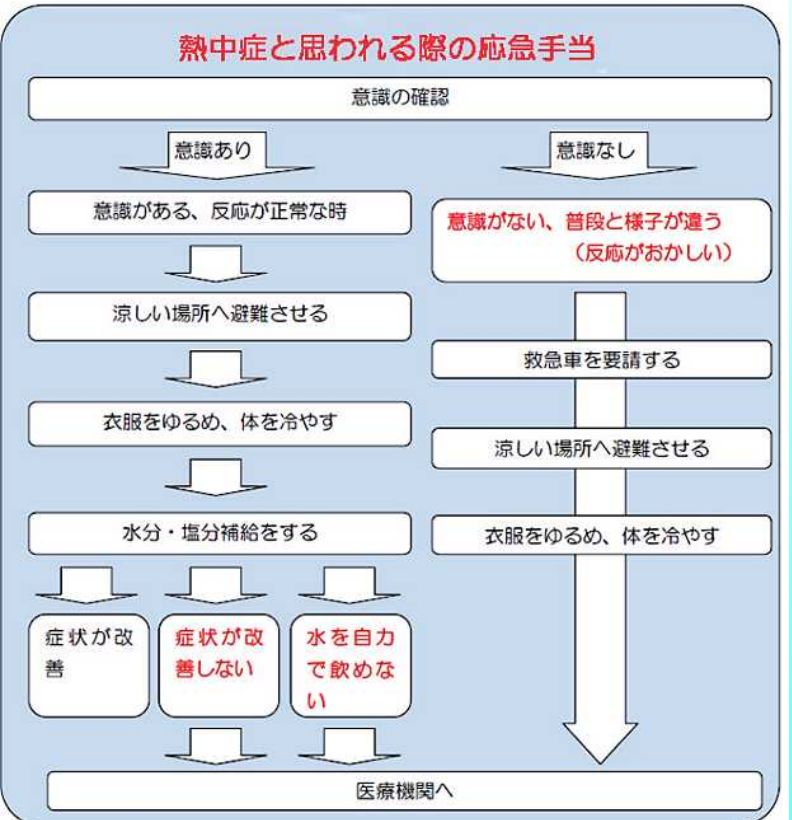 熱中症と思われる際の応急手当
意識の確認
意識あり
意識なし
意識がある、反応が正常な時
意識がない、普段と様子が違う
（反応がおかしい）
涼しい場所へ避難させる
救急車を要請する
衣服をゆるめ、体を冷やす
涼しい場所へ避難させる
水分・塩分補給をする
衣服をゆるめ、体を冷やす
症状が改
善
症状が改
善しない
水を自力
で飲めな
い
医療機関へ